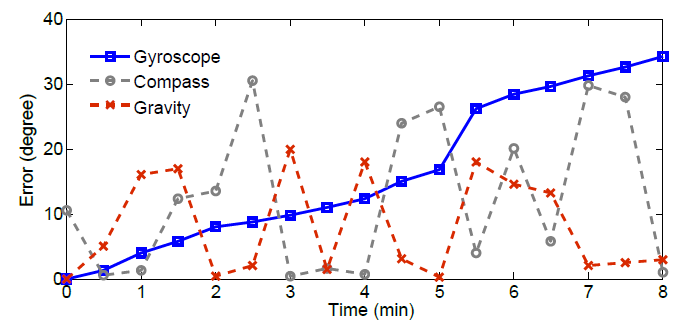 40
30
20
10
0
Error (degree)
Gyroscope
Compass
Gravity
0 1 2 3 4 5 6 7 8
Time (min)